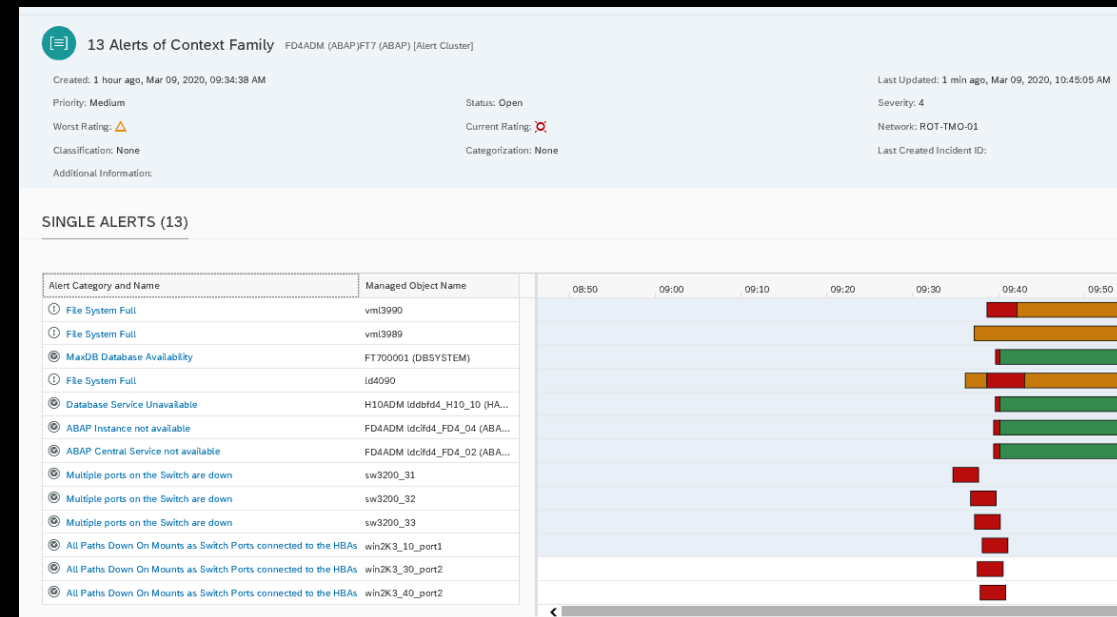 13 Alerts of Context Family FD4ADM (ABAP)FT7 (ABAP) [Alert Cluster]
Created: 1 hour ago, Mar 09, 2020, 09:34:38 AM Last Updated: 1 min ago, Mar 09, 2020, 10:45:05 AM
Priority: Medium Status: Open Severity: 4
Worst Rating: Current Rating: Network: ROT-TMO-01
Classification: None Categorization: None Last Created Incident ID:
Additional Information:
SINGLE ALERTS (13)
Alert Category and Name Managed Object Name 08:50 09:00 09:10 09:20 09:30 09:40 09:50
File System Full vml3990
File System Full vml3989
MaxDB Database Availability FT700001 (DBSYSTEM)
File System Full ld4090
Database Service Unavailable H10ADM lddbfd4_H10_10 (HA...
ABAP Instance not available FD4ADM ldcifd4_FD4_04 (ABA...
ABAP Central Service not available FD4ADM ldcifd4_FD4_02 (ABA...
Multiple ports on the Switch are down sw3200_31
Multiple ports on the Switch are down sw3200_32
Multiple ports on the Switch are down sw3200_33
All Paths Down On Mounts as Switch Ports connected to the HBAs win2K3_10_port1
All Paths Down On Mounts as Switch Ports connected to the HBAs win2K3_30_port2
All Paths Down On Mounts as Switch Ports connected to the HBAs win2K3_40_port2